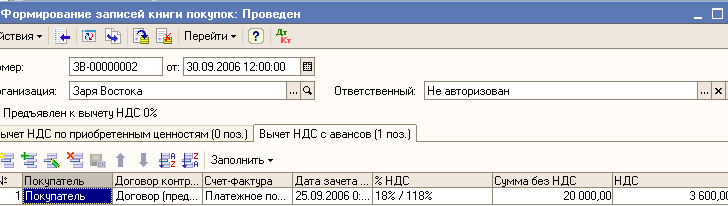 Формирование записей книги покупок: Проведен
йствия Перейти Дт Кт
омер: ЗВ-00000002 от: 30.09.2006 12:00:00
рганизация: Заря Востока ... Ответственный: Не авторизован ... x
Предъявлен к вычету НДС 0%
ычет НДС по приобретенным ценностям (0 поз.) Вычет НДС с авансов (1 поз.)
Заполнить
№ Покупатель Договор контр... Счет-фактура Дата зачета ... % НДС Сумма без НДС НДС
1 Покупатель Договор (пред... Платежное по... 25.09.2006 0:... 18% / 118% 20 000,00 3 600,00